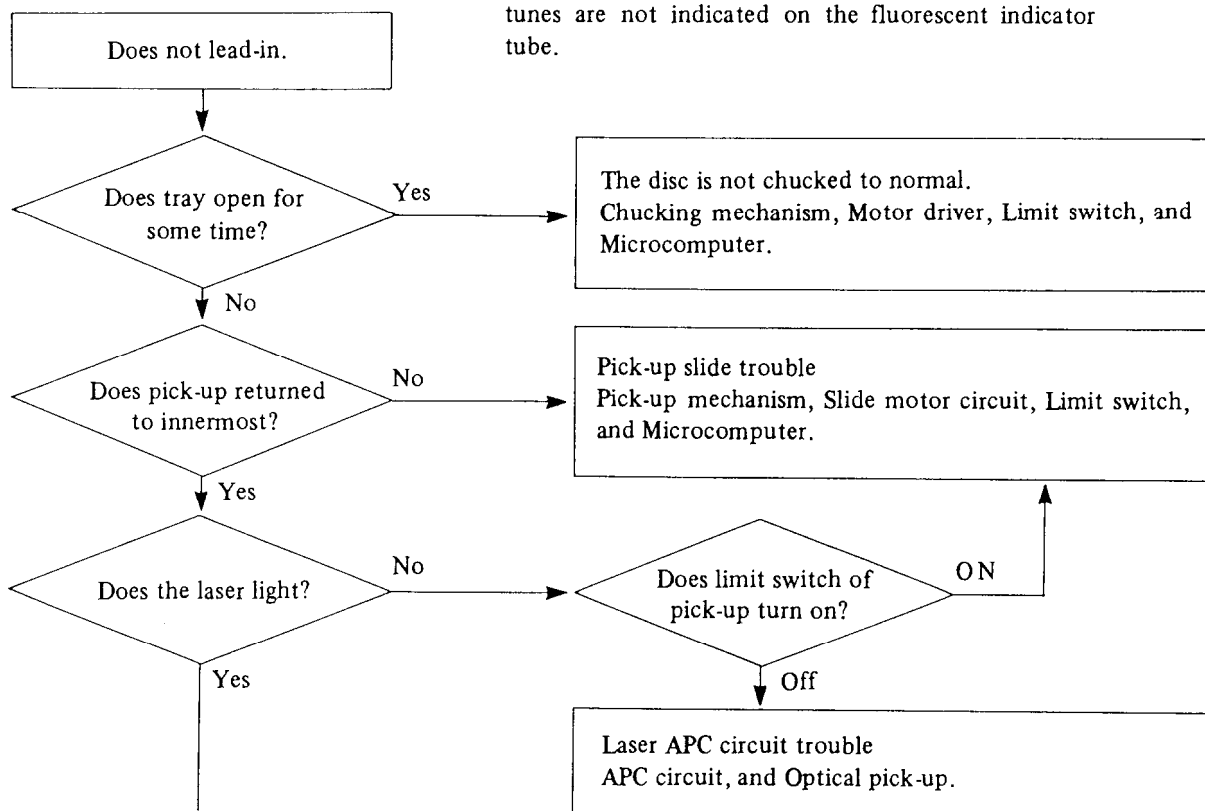 tunes are not indicated on the fluorescent indicator
tube.
Does not lead-in.
Does tray open for
some time?
Yes
The disc is not chucked to normal.
Chucking mechanism, Motor driver, Limit switch, and
Microcomputer.
No
Does pick-up returned
to innermost?
No
Pick-up slide trouble
Pick-up mechanism, Slide motor circuit, Limit switch,
and Microcomputer.
Yes
Does the laser light?
No
Does limit switch of
pick-up turn on?
ON
Yes
Off
Laser APC circuit trouble
APC circuit, and Optical pick-up.